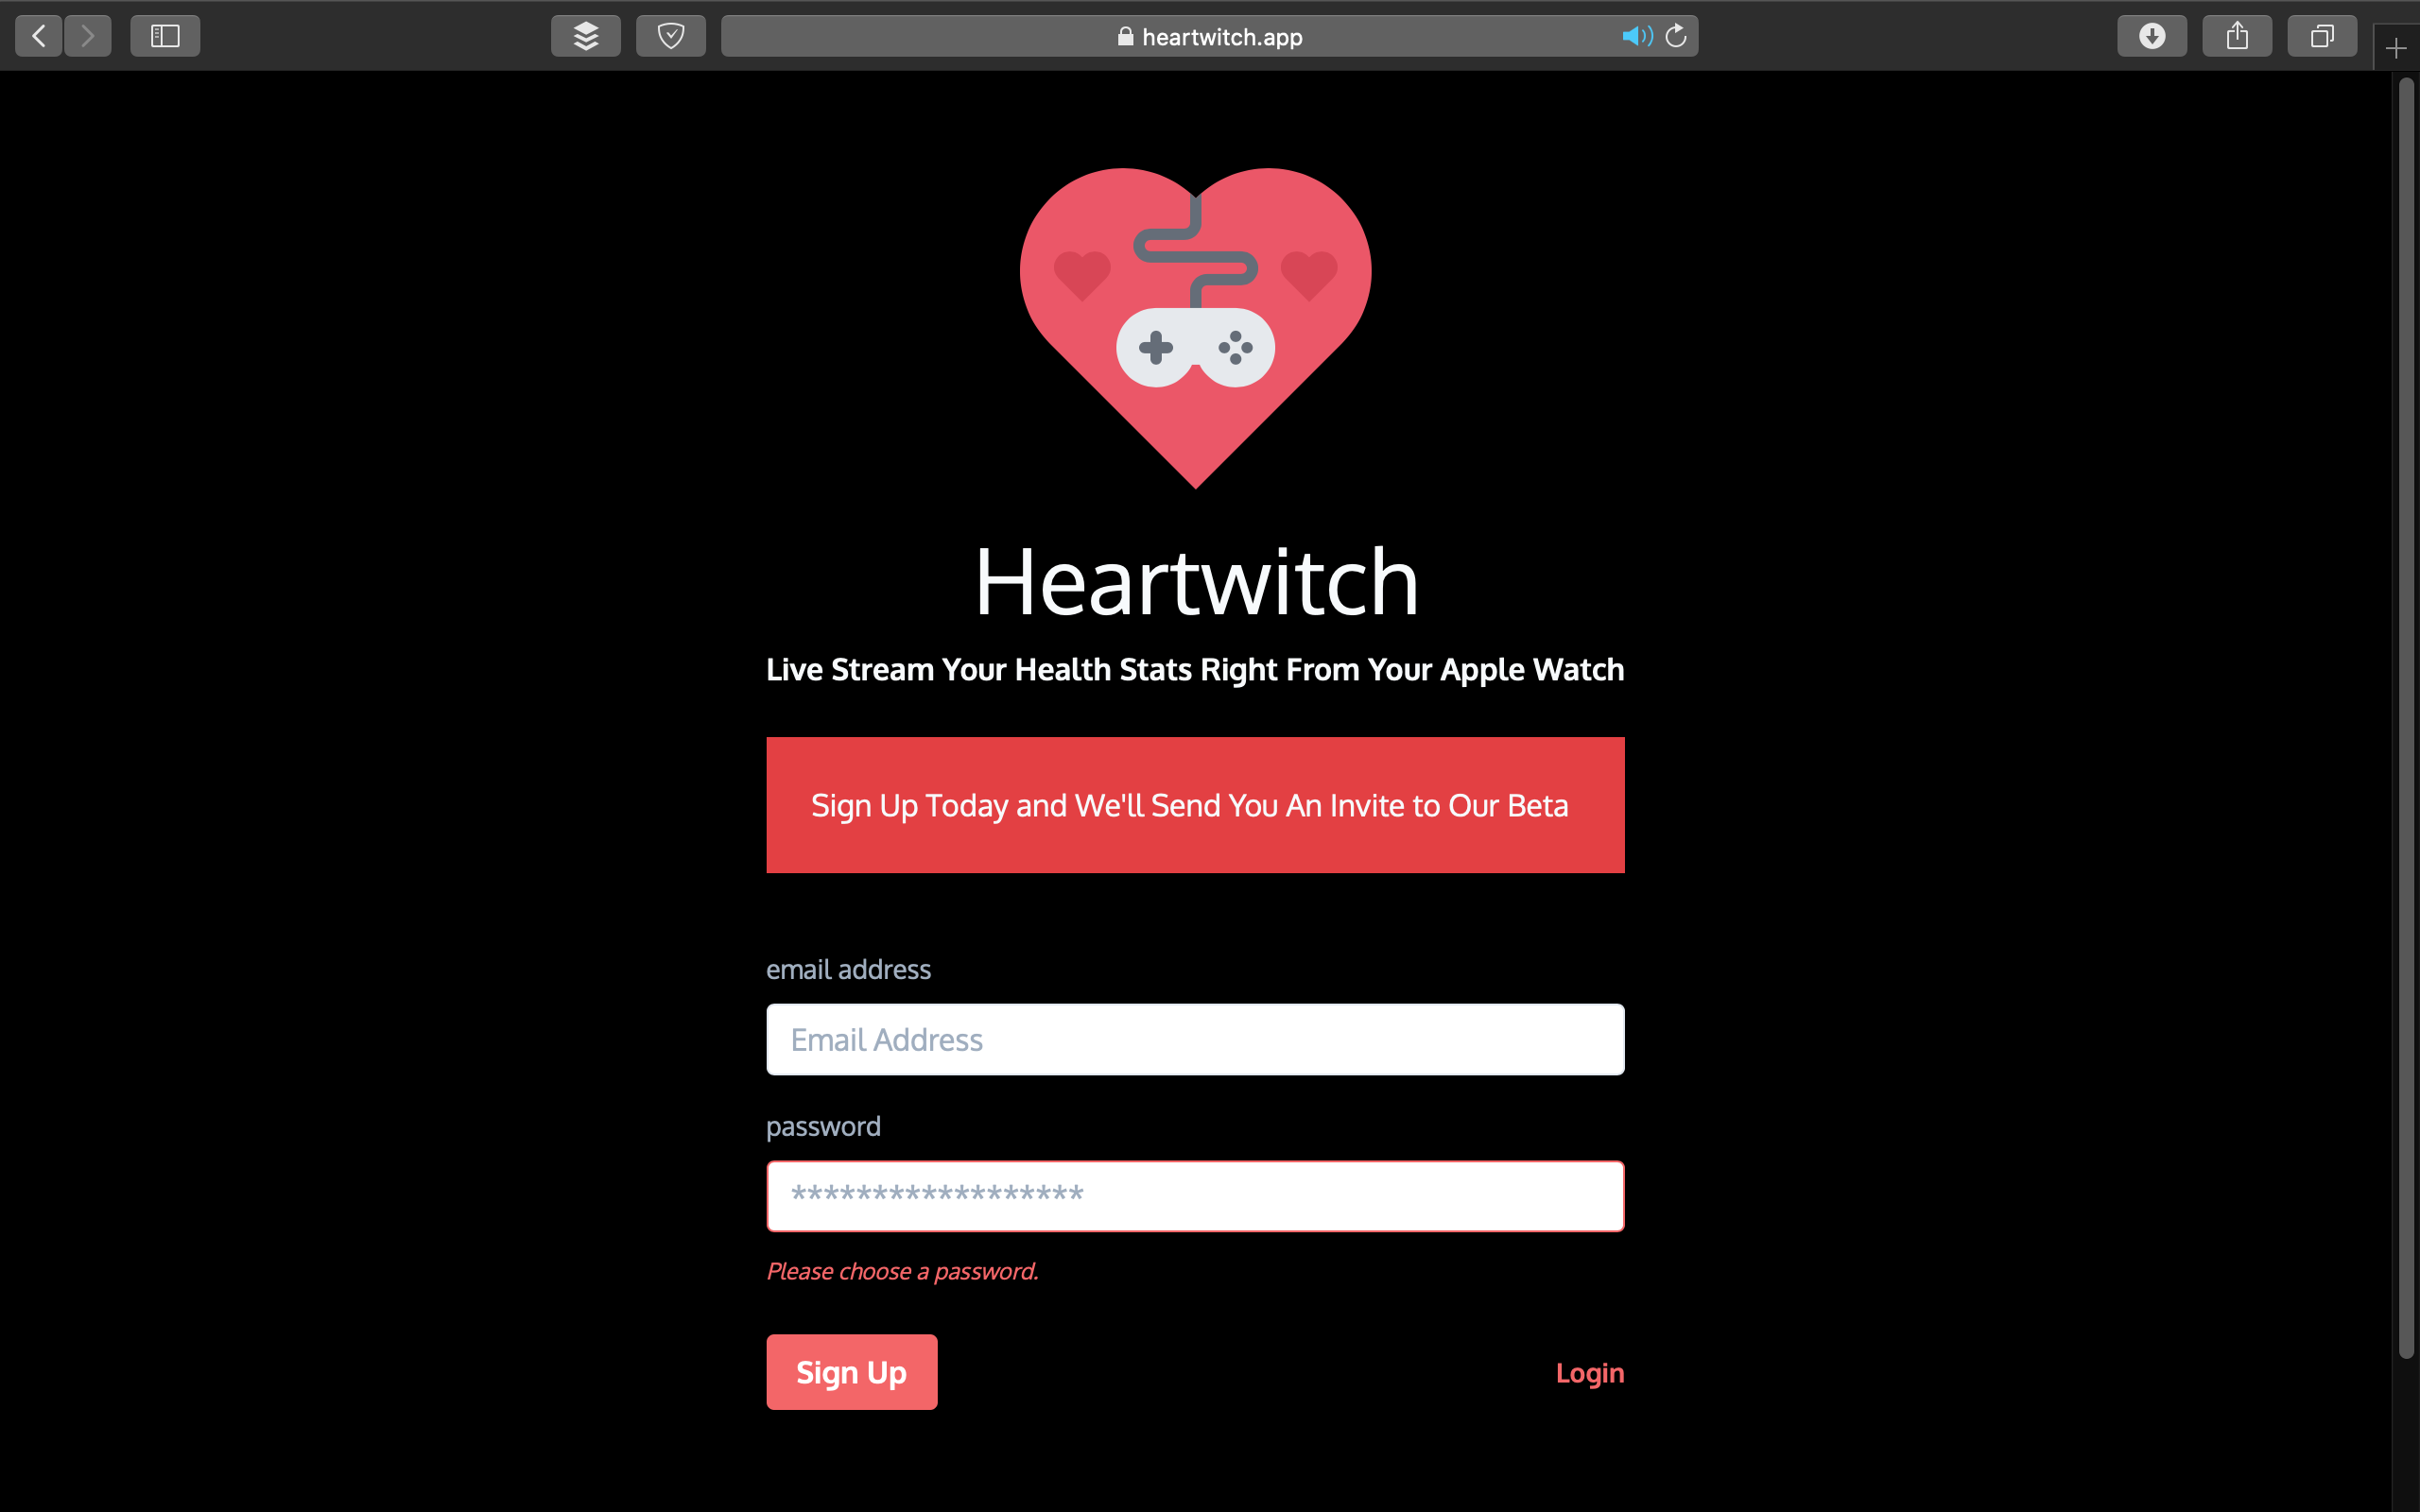 heartwitch.app
Heartwitch
Live Stream Your Health Stats Right From Your Apple Watch
Sign Up Today and We'll Send You An Invite to Our Beta
email address
Email Address
password
******************
Please choose a password.
Sign Up
Login